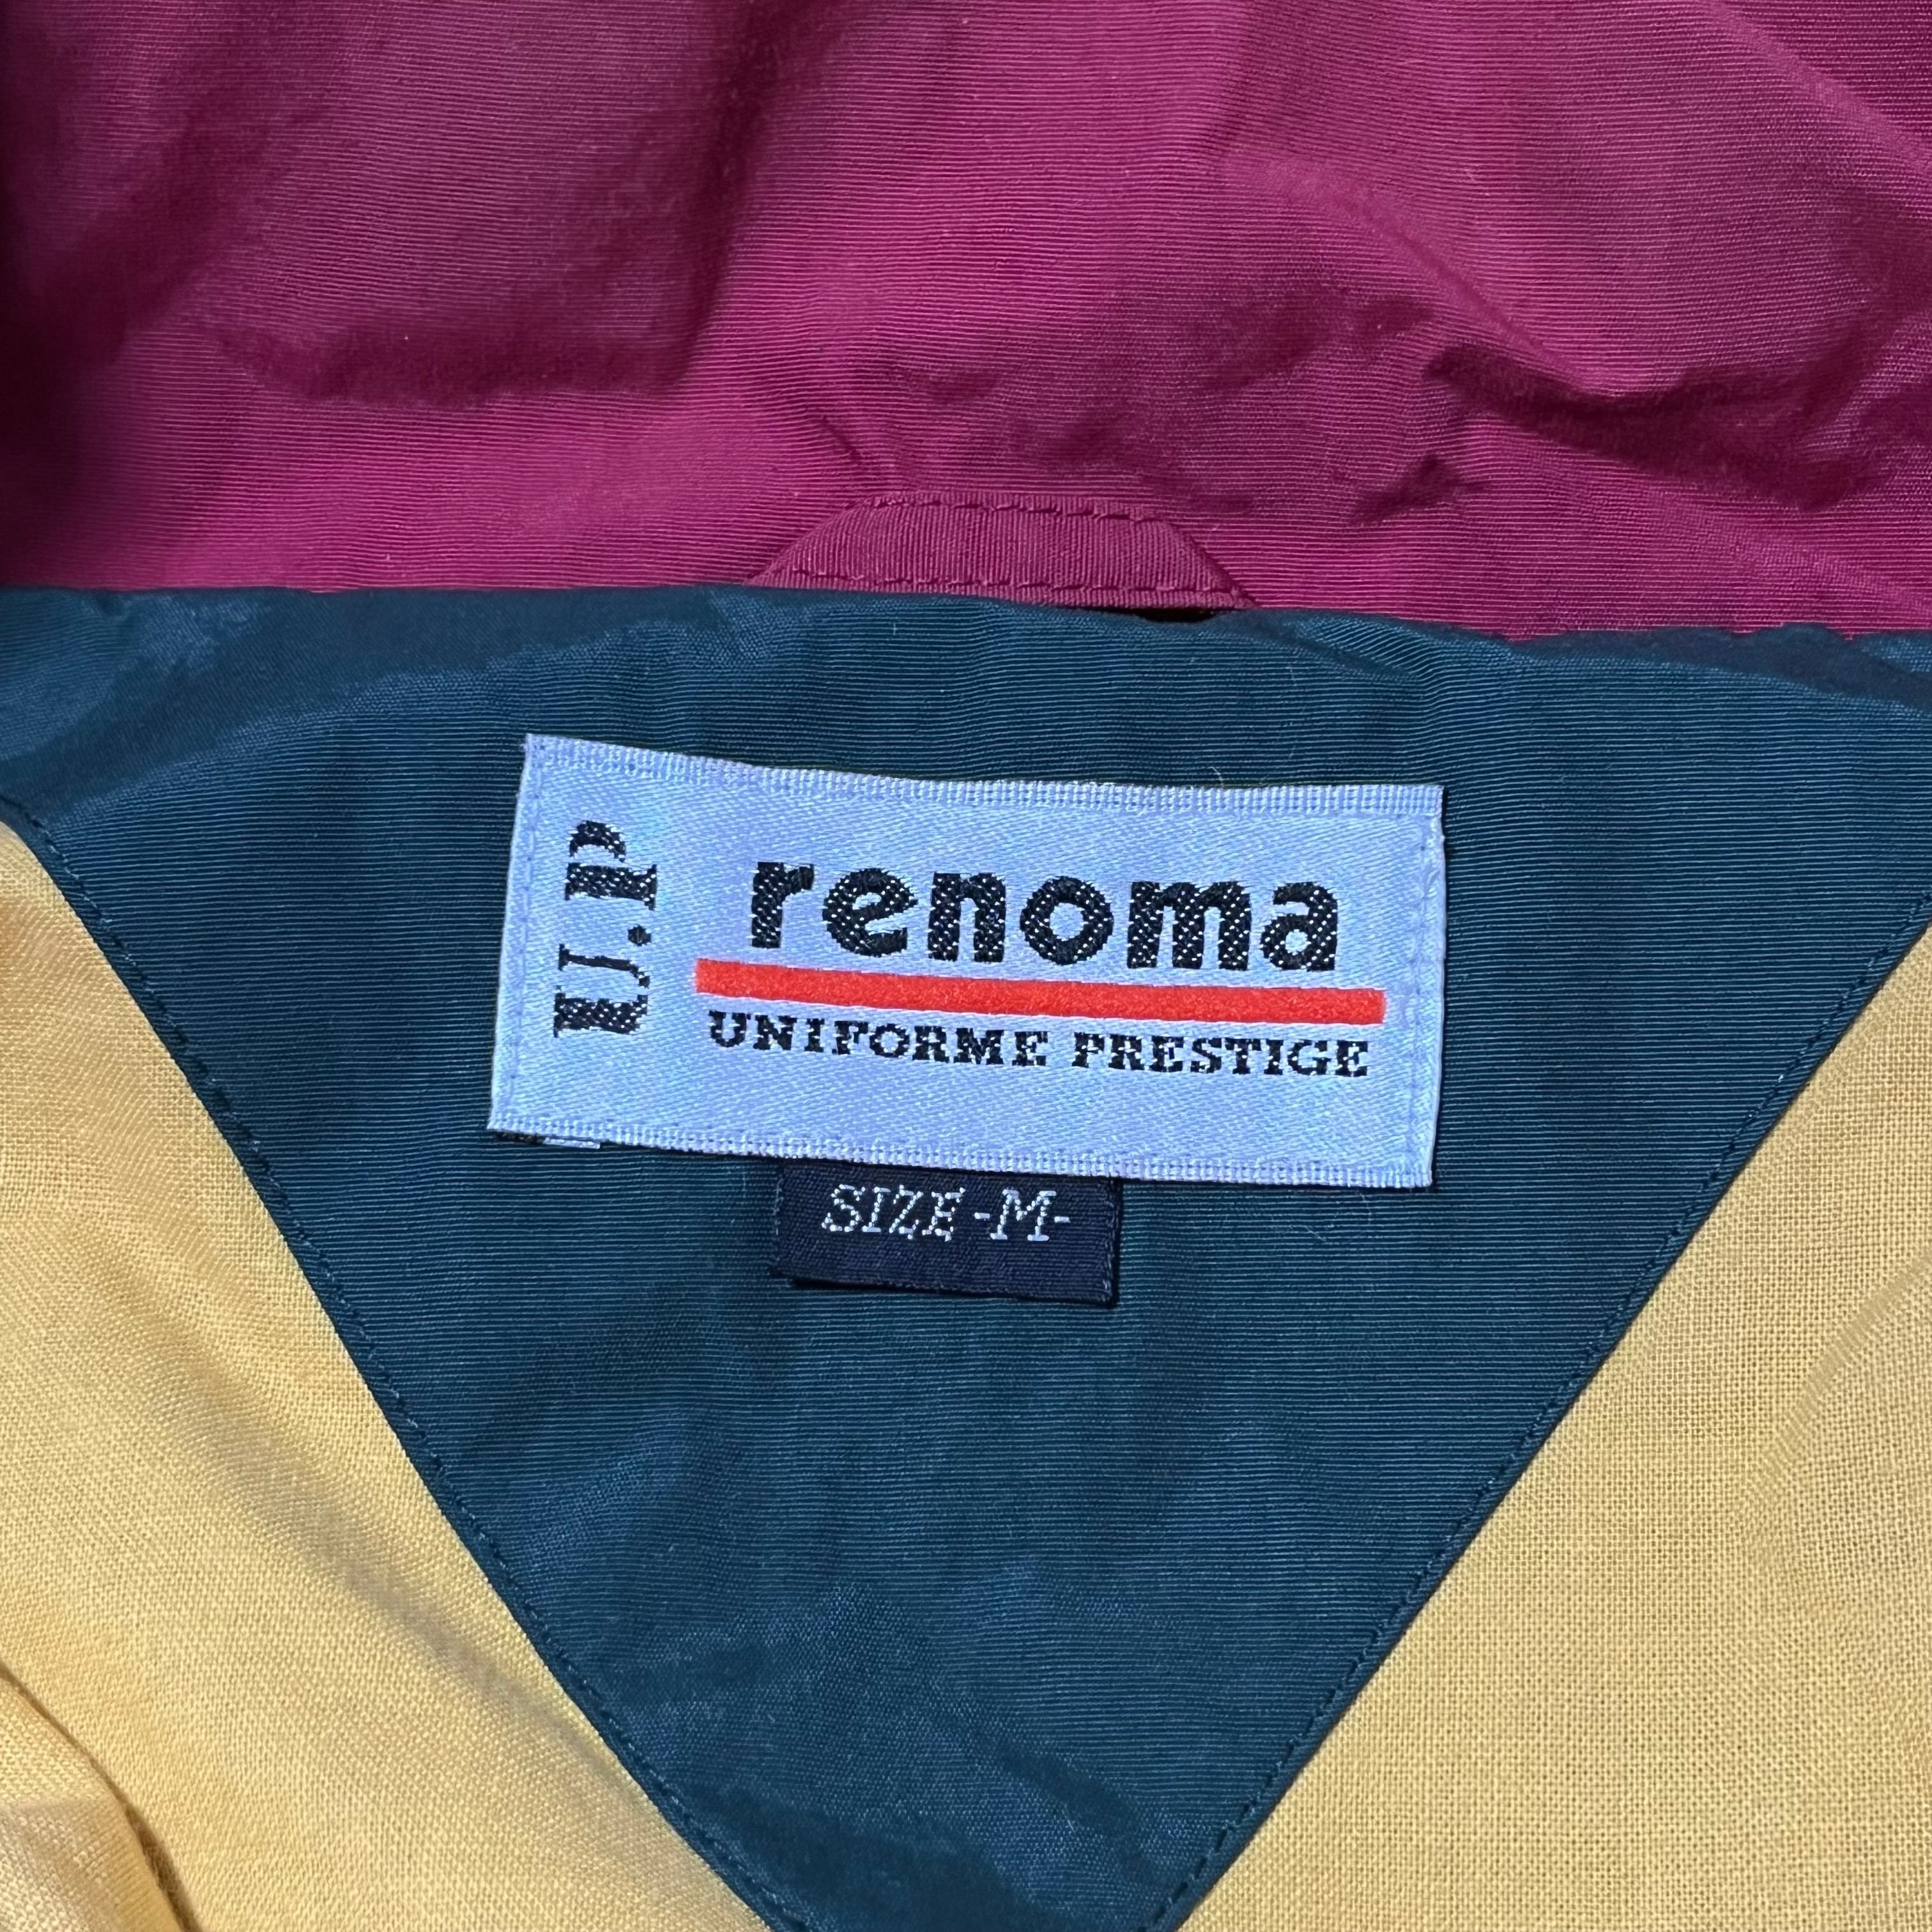 U.P
renoma
UNIFORME PRESTIGE
SIZE -M-